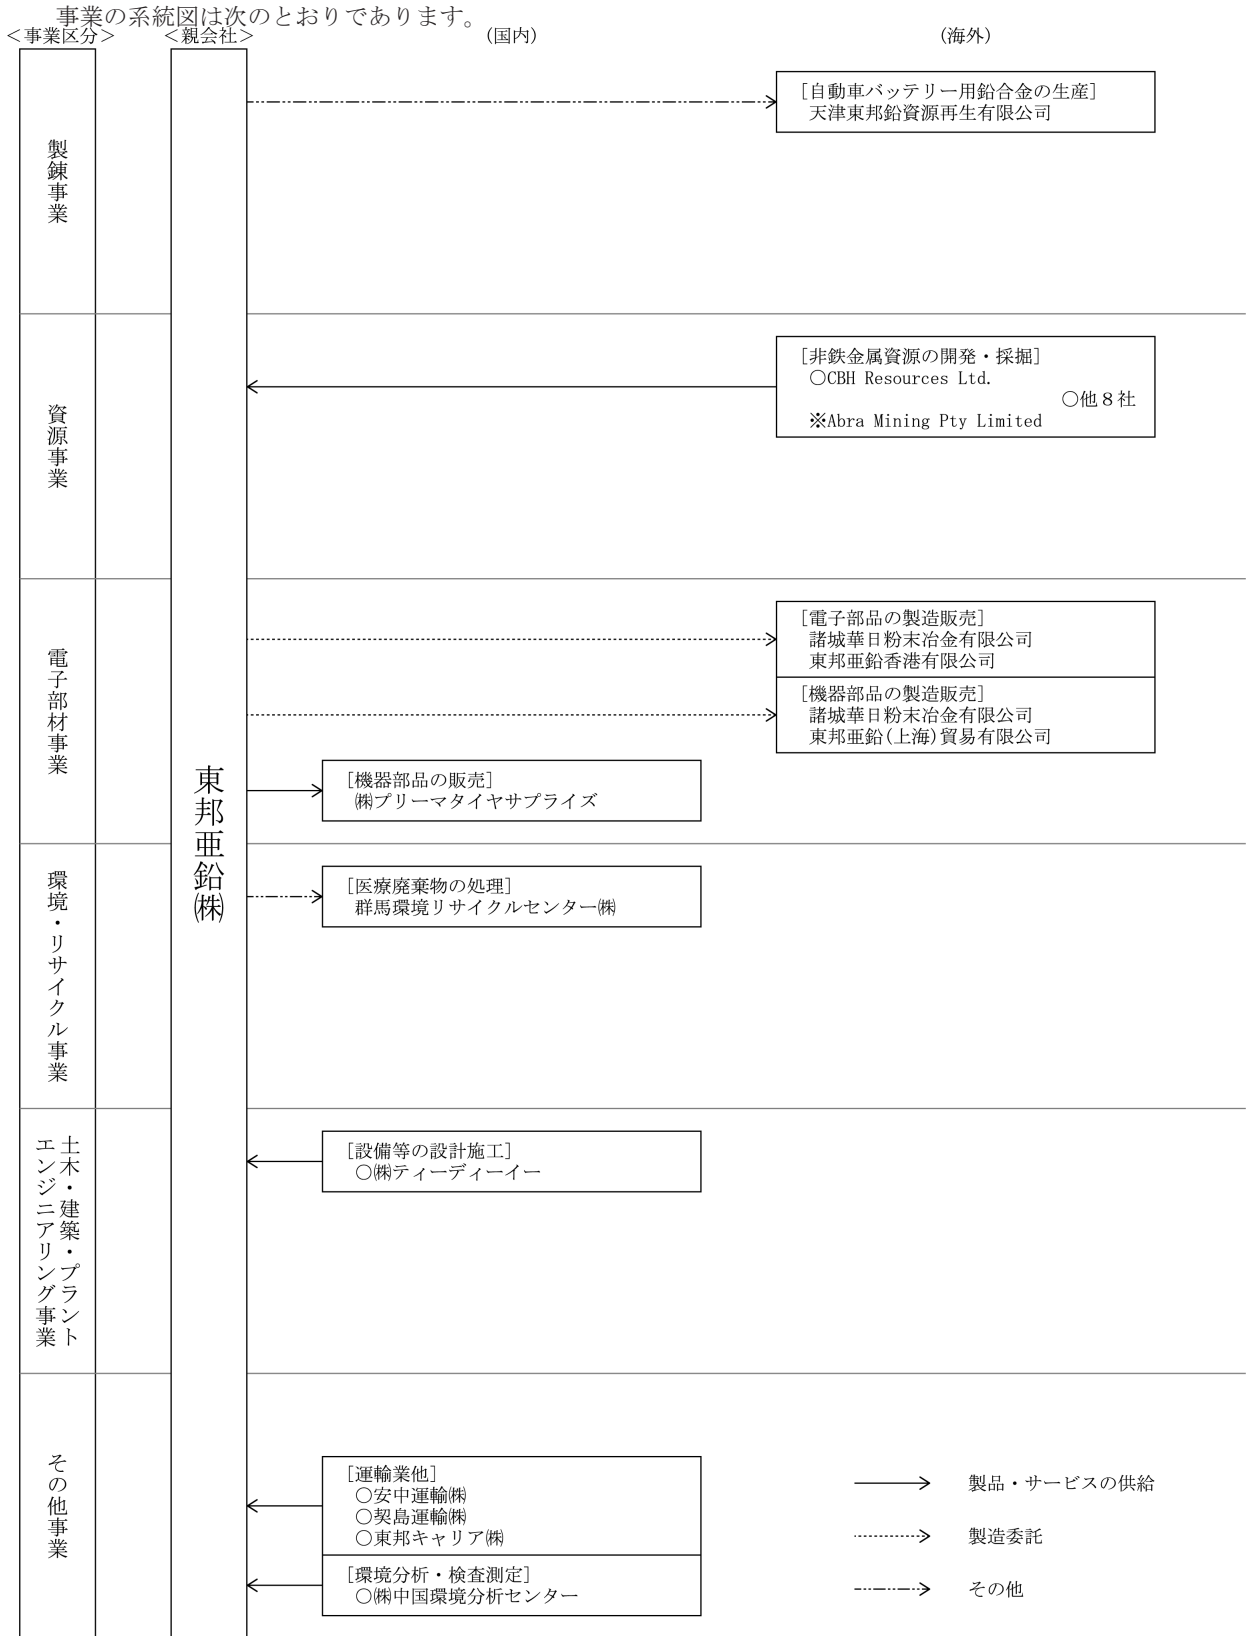 事業の系統図は次のとおりであります。
＜事業区分＞
＜親会社＞
(国内)
(海外)
東邦亜鉛㈱
製錬事業
[自動車バッテリー用鉛合金の生産]
天津東邦鉛資源再生有限公司
資源事業
[非鉄金属資源の開発・採掘]
○CBH Resources Ltd.
○他８社
※Abra Mining Pty Limited
電子部材事業
[電子部品の製造販売]
諸城華日粉末冶金有限公司
東邦亜鉛香港有限公司
[機器部品の製造販売]
諸城華日粉末冶金有限公司
東邦亜鉛(上海)貿易有限公司
[機器部品の販売]
㈱プリーマタイヤサプライズ
環境・リサイクル事業
[医療廃棄物の処理]
群馬環境リサイクルセンター㈱
土木・建築・プラント
エンジニアリング事業
[設備等の設計施工]
○㈱ティーディーイー
その他事業
[運輸業他]
○安中運輸㈱
○契島運輸㈱
○東邦キャリア㈱
[環境分析・検査測定]
○㈱中国環境分析センター
製品・サービスの供給
製造委託
その他